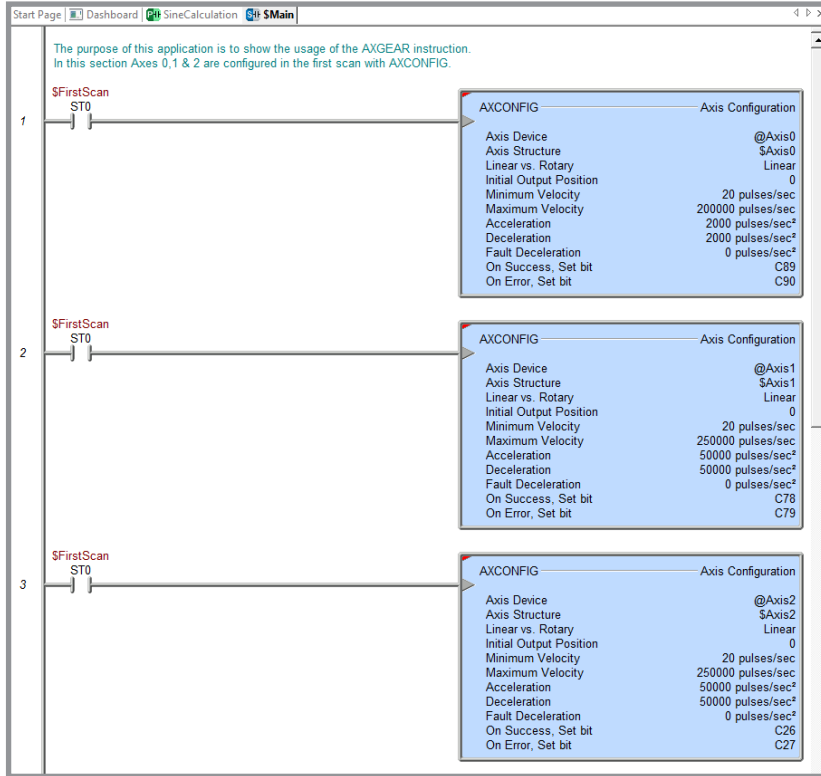 Start Page Dashboard SineCalculation $Main
The purpose of this application is to show the usage of the AXGEAR instruction.
In this section Axes 0,1 & 2 are configured in the first scan with AXCONFIG.
$FirstScan
ST0
1
AXCONFIG Axis Configuration
Axis Device @Axis0
Axis Structure $Axis0
Linear vs. Rotary Linear
Initial Output Position 0
Minimum Velocity 20 pulses/sec
Maximum Velocity 200000 pulses/sec
Acceleration 2000 pulses/sec²
Deceleration 2000 pulses/sec²
Fault Deceleration 0 pulses/sec²
On Success, Set bit C89
On Error, Set bit C90
$FirstScan
ST0
2
AXCONFIG Axis Configuration
Axis Device @Axis1
Axis Structure $Axis1
Linear vs. Rotary Linear
Initial Output Position 0
Minimum Velocity 20 pulses/sec
Maximum Velocity 250000 pulses/sec
Acceleration 50000 pulses/sec²
Deceleration 50000 pulses/sec²
Fault Deceleration 0 pulses/sec²
On Success, Set bit C78
On Error, Set bit C79
$FirstScan
ST0
3
AXCONFIG Axis Configuration
Axis Device @Axis2
Axis Structure $Axis2
Linear vs. Rotary Linear
Initial Output Position 0
Minimum Velocity 20 pulses/sec
Maximum Velocity 250000 pulses/sec
Acceleration 50000 pulses/sec²
Deceleration 50000 pulses/sec²
Fault Deceleration 0 pulses/sec²
On Success, Set bit C26
On Error, Set bit C27